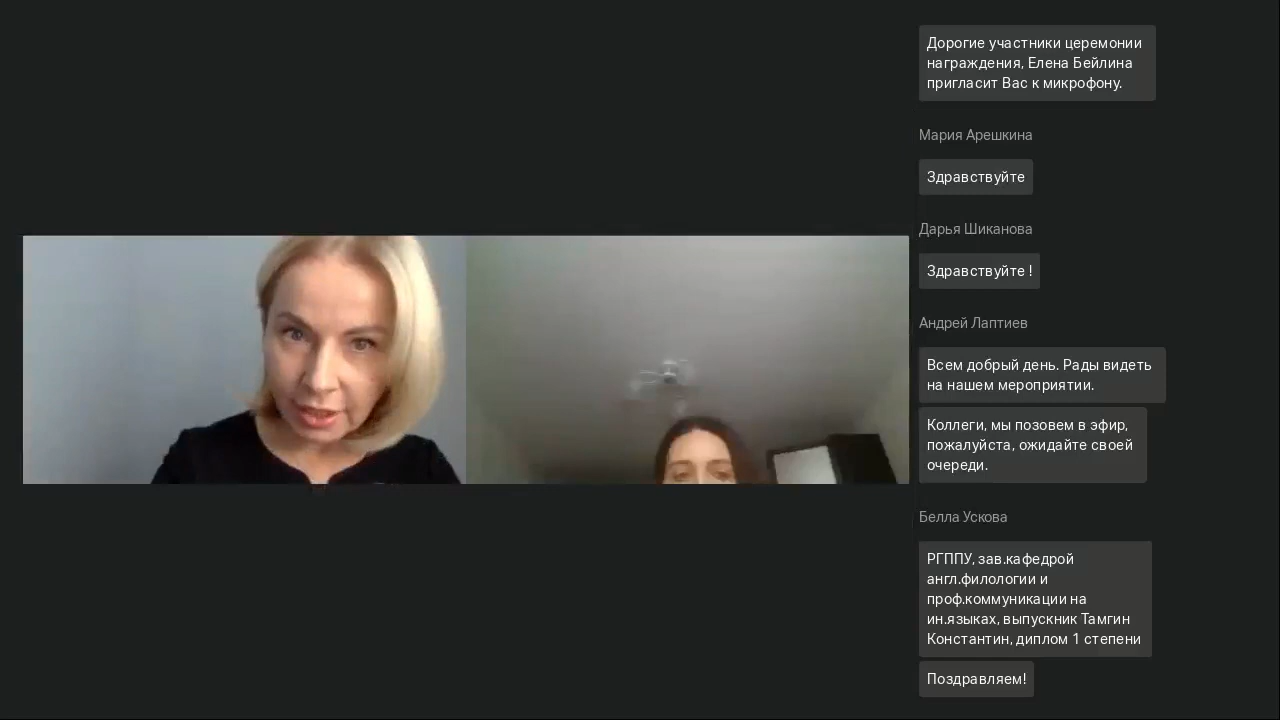 Дорогие участники церемонии
награждения, Елена Бейлина
пригласит Вас к микрофону.
Мария Арешкина
Здравствуйте
Дарья Шиканова
Здравствуйте !
Андрей Лаптиев
Всем добрый день. Рады видеть
на нашем мероприятии.
Коллеги, мы позовем в эфир,
пожалуйста, ожидайте своей
очереди.
Белла Ускова
РГППУ, зав.кафедрой
англ.филологии и
проф.коммуникации на
ин.языках, выпускник Тамгин
Константин, диплом 1 степени
Поздравляем!